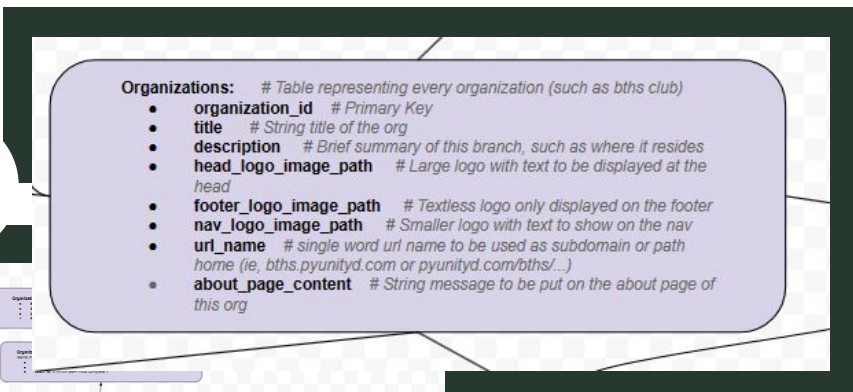 Organizations: # Table representing every organization (such as bths club)
● organization_id # Primary Key
● title # String title of the org
● description # Brief summary of this branch, such as where it resides
● head_logo_image_path # Large logo with text to be displayed at the
head
● footer_logo_image_path # Textless logo only displayed on the footer
● nav_logo_image_path # Smaller logo with text to show on the nav
● url_name # single word url name to be used as subdomain or path
home (ie, bths.pyunityd.com or pyunityd.com/bths/...)
● about_page_content # String message to be put on the about page of
this org